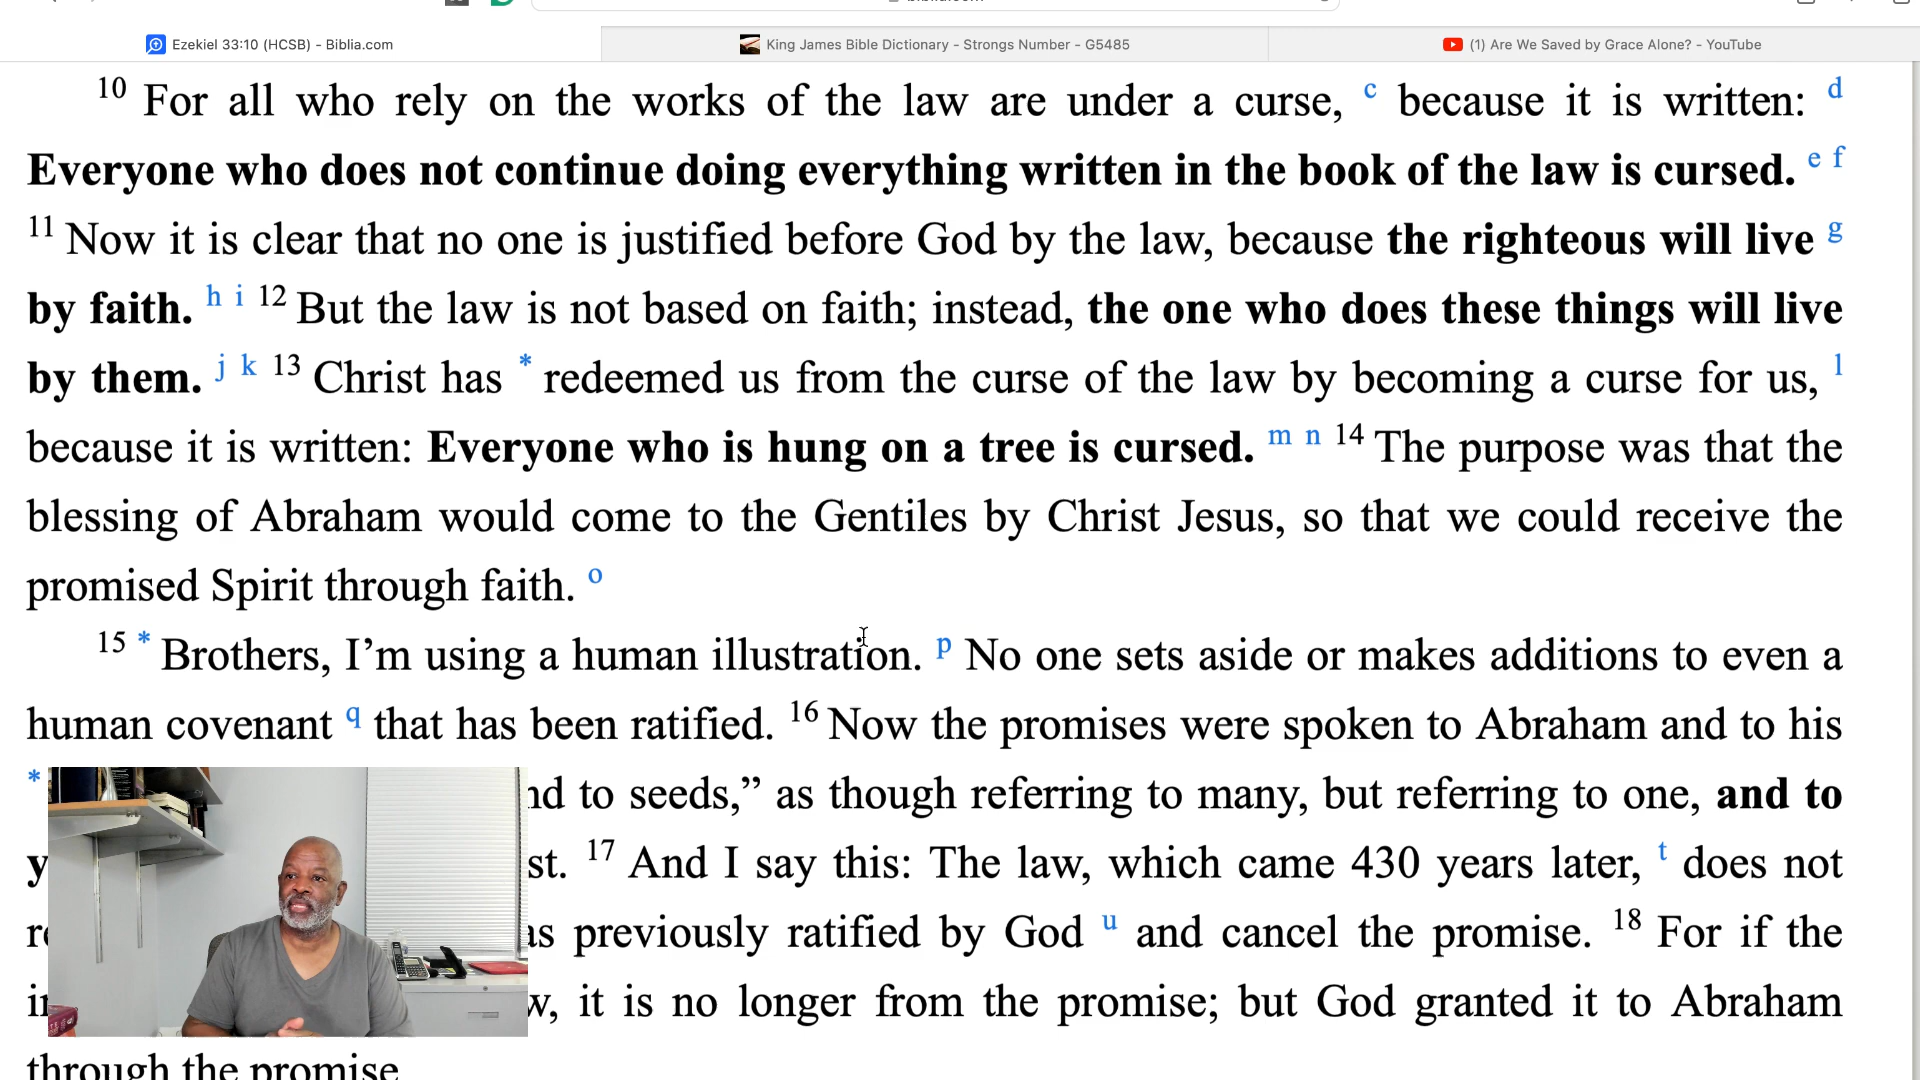 Ezekiel 33:10 (HCSB) - Biblia.com King James Bible Dictionary - Strongs Number - G5485 (1) Are We Saved by Grace Alone? - YouTube
10 For all who rely on the works of the law are under a curse, c because it is written: d
Everyone who does not continue doing everything written in the book of the law is cursed. e f
11 Now it is clear that no one is justified before God by the law, because the righteous will live g
by faith. h i 12 But the law is not based on faith; instead, the one who does these things will live
by them. j k 13 Christ has * redeemed us from the curse of the law by becoming a curse for us, l
because it is written: Everyone who is hung on a tree is cursed. m n 14 The purpose was that the
blessing of Abraham would come to the Gentiles by Christ Jesus, so that we could receive the
promised Spirit through faith. o
15 * Brothers, I’m using a human illustration. p No one sets aside or makes additions to even a
human covenant q that has been ratified. 16 Now the promises were spoken to Abraham and to his
* to seeds,” as though referring to many, but referring to one, and to
17 And I say this: The law, which came 430 years later, t does not
previously ratified by God u and cancel the promise. 18 For if the
it is no longer from the promise; but God granted it to Abraham
through the promise